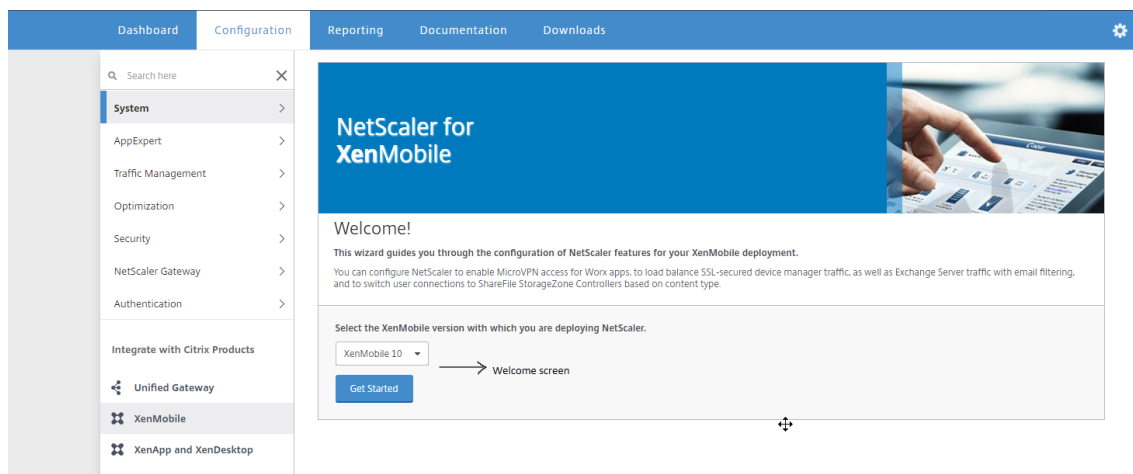 Dashboard
Configuration
Reporting
Documentation
Downloads
Search here
System
AppExpert
Traffic Management
Optimization
Security
NetScaler Gateway
Authentication
Integrate with Citrix Products
Unified Gateway
XenMobile
XenApp and XenDesktop
NetScaler for
XenMobile
Welcome!
This wizard guides you through the configuration of NetScaler features for your XenMobile deployment.
You can configure NetScaler to enable MicroVPN access for Worx apps, to load balance SSL-secured device manager traffic, as well as Exchange Server traffic with email filtering,
and to switch user connections to ShareFile StorageZone Controllers based on content type.
Select the XenMobile version with which you are deploying NetScaler.
XenMobile 10
Welcome screen
Get Started